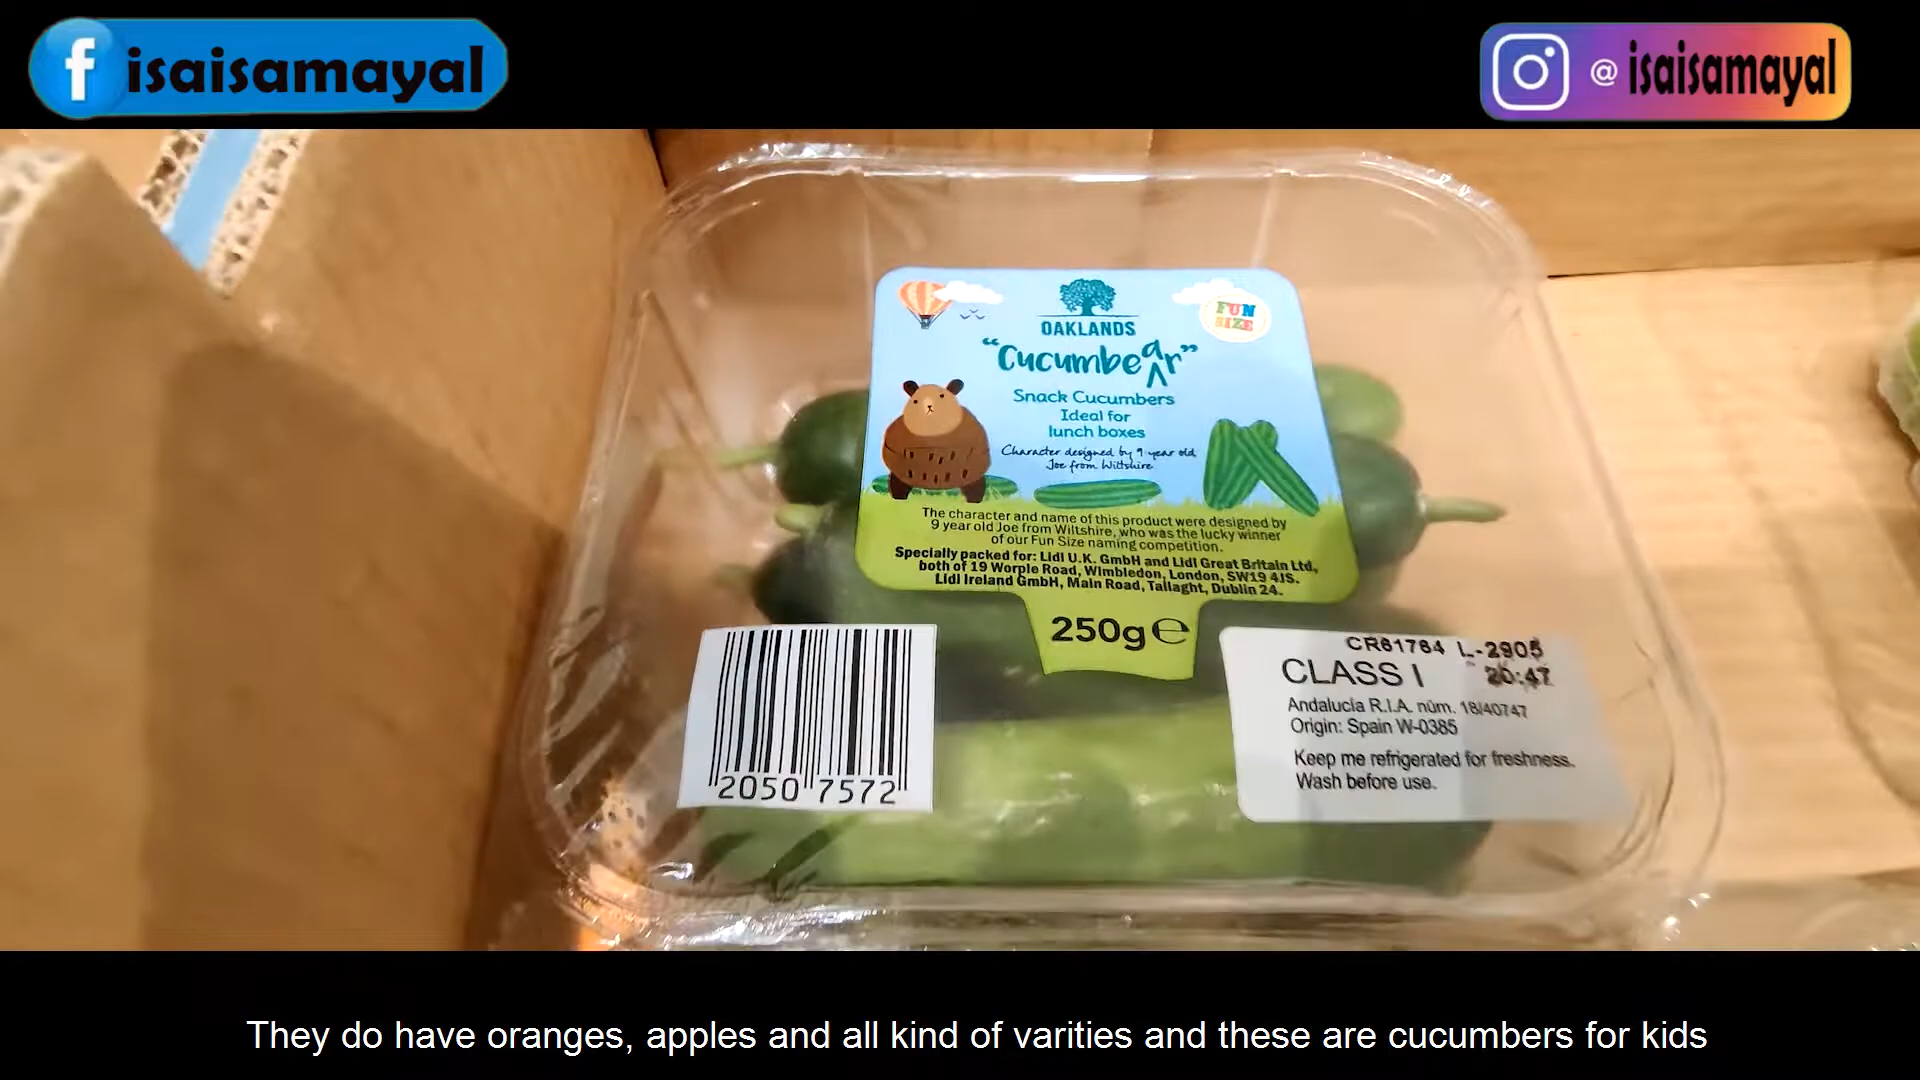 f isaisamayal
@ isaisamayal
OAKLANDS
FUN
SIZE
"Cucumbear"
Snack Cucumbers
Ideal for
lunch boxes
Character designed by 9 year old
Joe from Wiltshire
The character and name of this product were designed by
9 year old Joe from Wiltshire, who was the lucky winner
of our Fun Size naming competition.
Specially packed for: Lidl U.K. GmbH and Lidl Great Britain Ltd,
both of 19 Worple Road, Wimbledon, London, SW19 4JS.
Lidl Ireland GmbH, Main Road, Tallaght, Dublin 24.
250g e
2050 7572
CR61764 L-2905
CLASS I 20:47
Andalucía R.I.A. núm. 18/40747
Origin: Spain W-0385
Keep me refrigerated for freshness.
Wash before use.
They do have oranges, apples and all kind of varities and these are cucumbers for kids